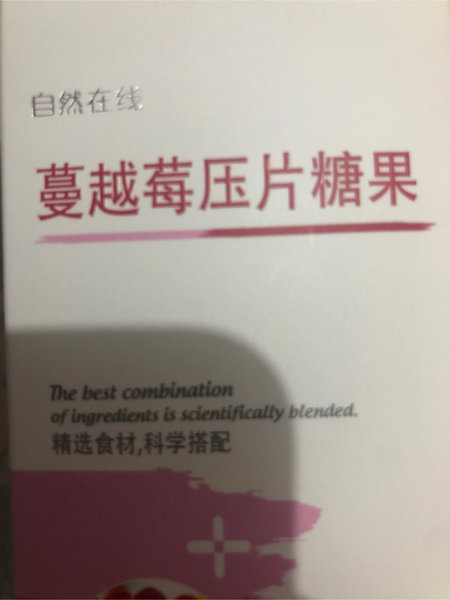 自然在线
蔓越莓压片糖果
The best combination
of ingredients is scientifically blended.
精选食材,科学搭配